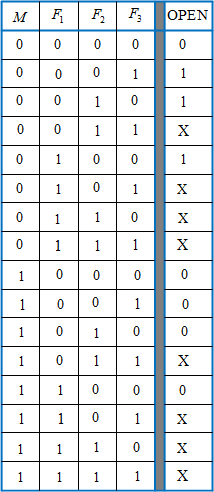 M F₁ F₂ F₃ OPEN
0 0 0 0 0
0 0 0 1 1
0 0 1 0 1
0 0 1 1 X
0 1 0 0 1
0 1 0 1 X
0 1 1 0 X
0 1 1 1 X
1 0 0 0 0
1 0 0 1 0
1 0 1 0 0
1 0 1 1 X
1 1 0 0 0
1 1 0 1 X
1 1 1 0 X
1 1 1 1 X